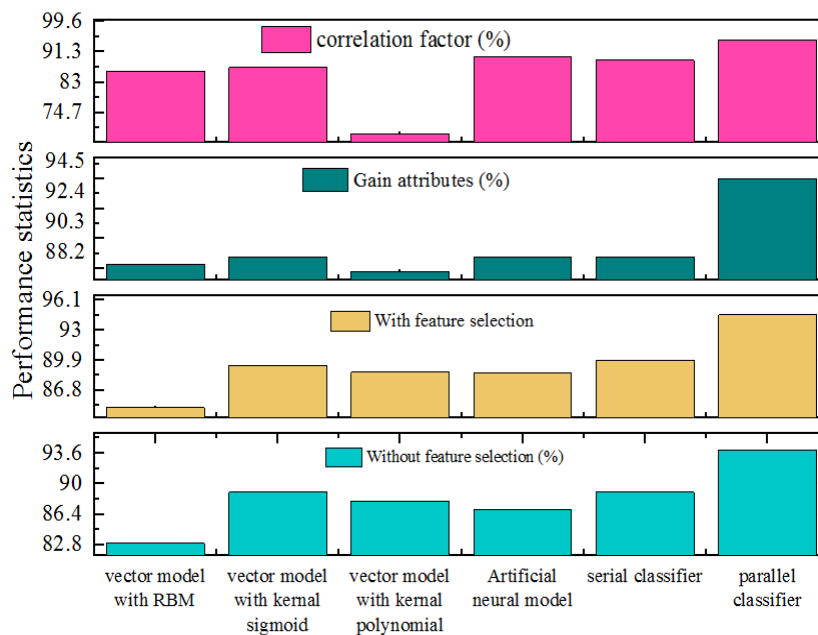 Performance statistics
99.6
91.3
83
74.7
correlation factor (%)
94.5
92.4
90.3
88.2
Gain attributes (%)
96.1
93
89.9
86.8
With feature selection
93.6
90
86.4
82.8
Without feature selection (%)
vector model
with RBM
vector model
with kernal
sigmoid
vector model
with kernal
polynomial
Artificial
neural model
serial classifier
parallel
classifier